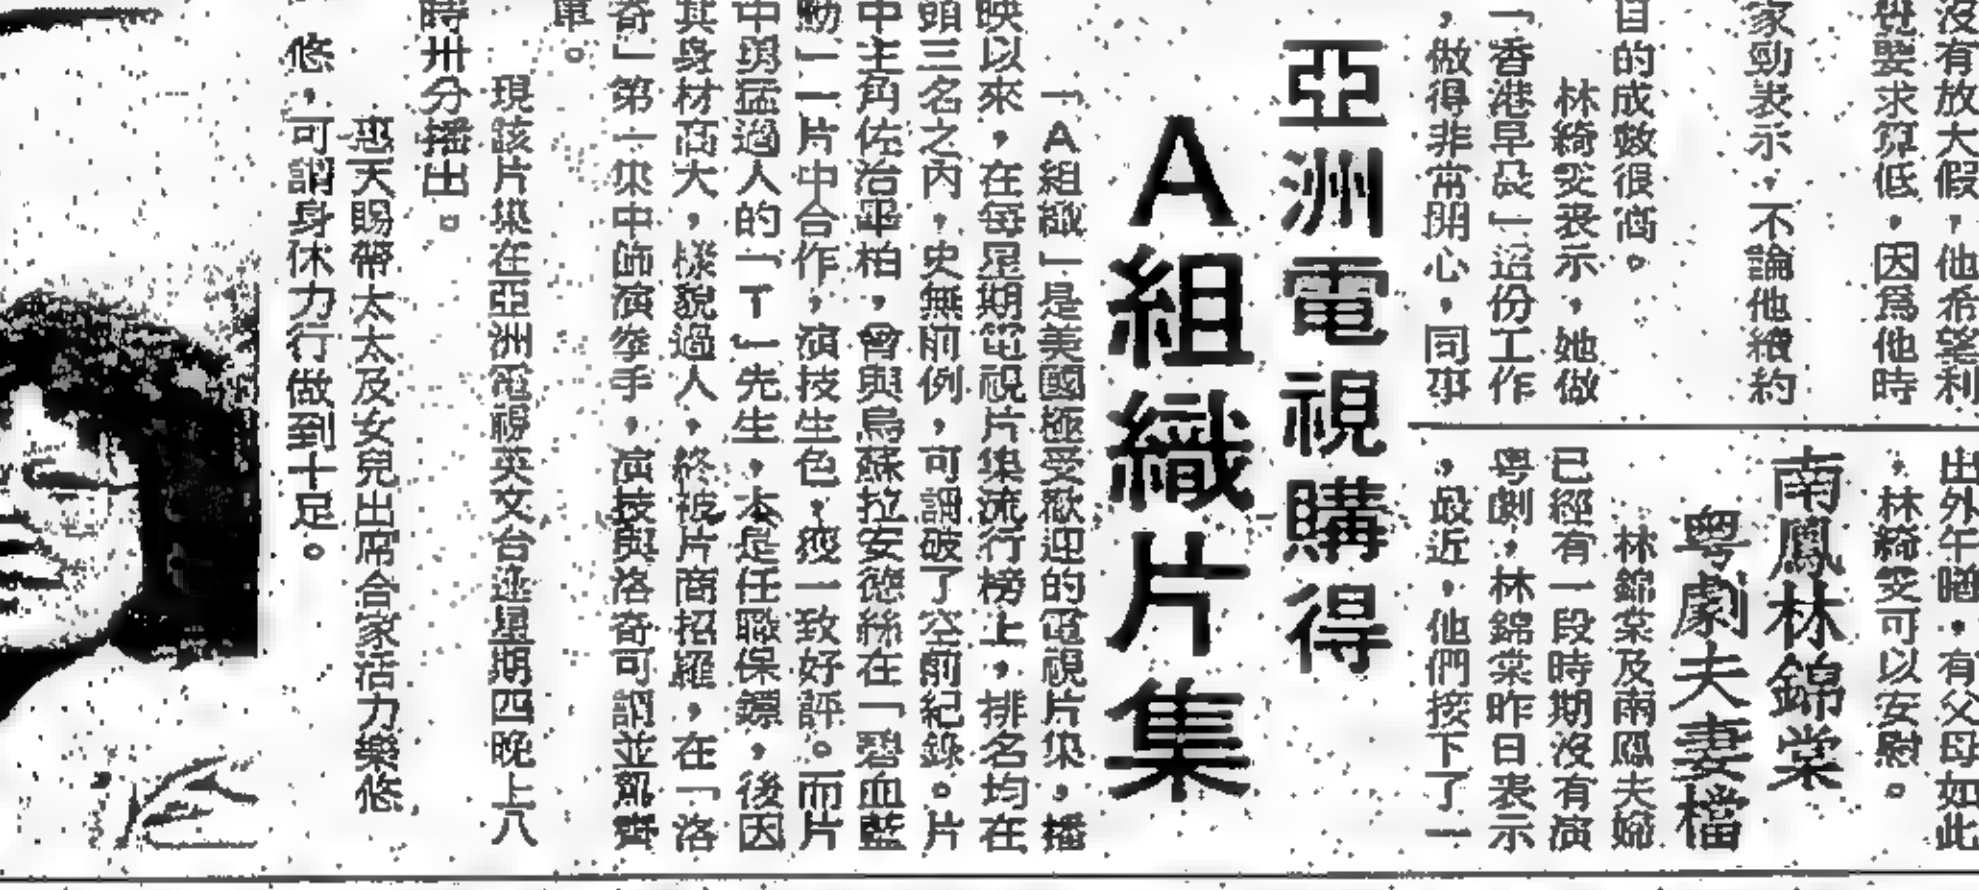 沒有放大假，他希望利
要求算低，因爲他時
家勁表示，不論他續約
目的成數很高。
林綺雯表示，她做
「香港早晨」這份工作
，做得非常開心，同事
出外午睡，有父母如此
，林綺雯可以安慰。
南鳳林錦棠
粵劇夫妻檔
林錦棠及南鳳夫婦
已經有一段時期沒有演
粵劇，林錦棠昨日表示
，最近，他們接下了一
亞洲電視購得
A組織片集
「A組織」是美國極受歡迎的電視片集，播
映以來，在每星期電視片集流行榜上，排名均在
頭三名之內，史無前例，可謂破了空前紀錄。片
中主角佐治畢柏，曾與烏蘇拉安德絲在「碧血藍
動」一片中合作，演技生色，獲一致好評。而片
中勇猛過人的「T」先生，本是任職保鏢，後因
其身材高大，樣貌過人，終被片商招羅，在「洛
奇」第一集中飾演拳手，演技與洛奇可謂並駕齊
軍。
現該片集在亞洲電視英文台逢星期四晚上八
時卅分播出。
惠天賜帶太太及女兒出席合家活力樂悠
悠，可謂身休力行做到十足。